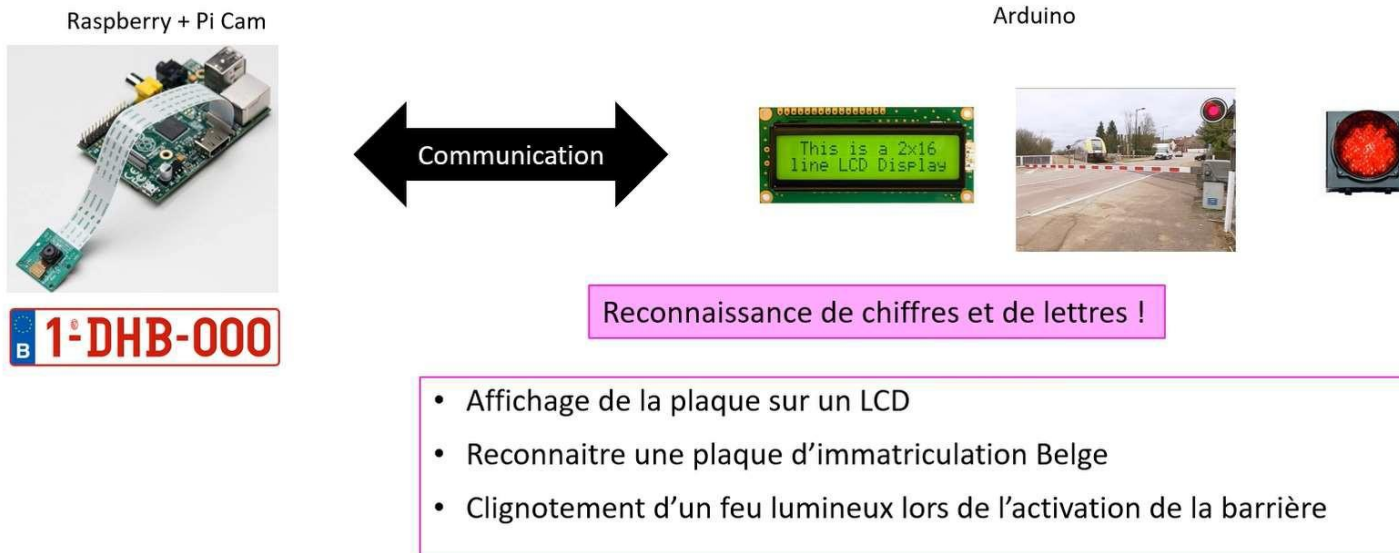 Raspberry + Pi Cam
Arduino
Communication
This is a 2x16
line LCD Display
B 1-DHB-000
Reconnaissance de chiffres et de lettres !
• Affichage de la plaque sur un LCD
• Reconnaitre une plaque d'immatriculation Belge
• Clignotement d'un feu lumineux lors de l'activation de la barrière